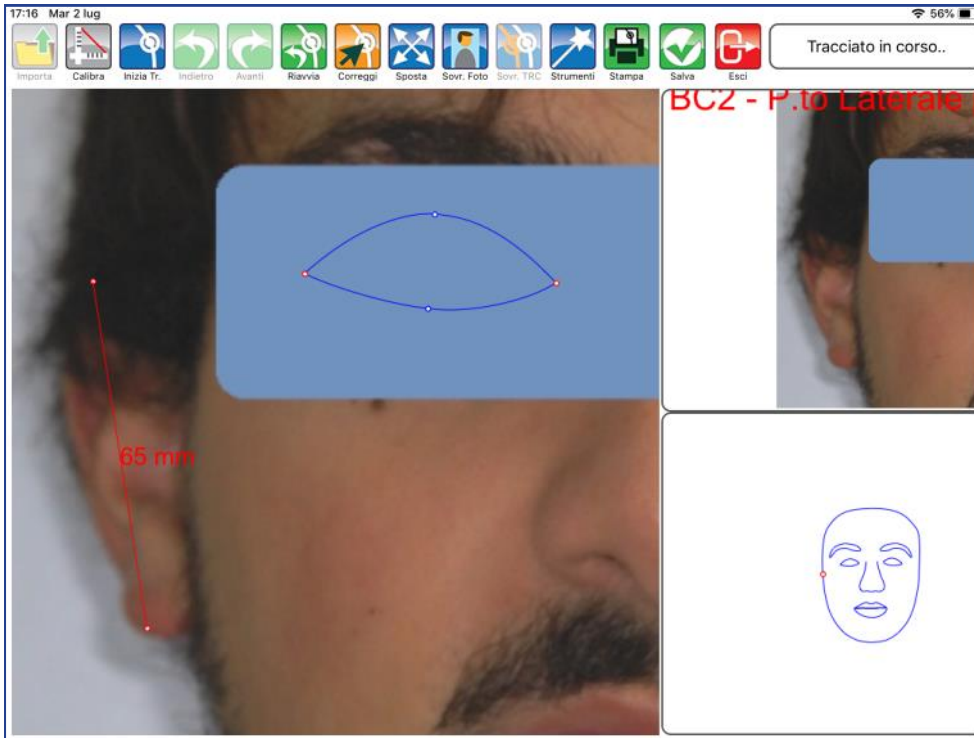 17:16 Mar 2 lug 56%
Importa Calibra Inizia Tr. Indietro Avanti Riavvia Correggi Sposta Sovr. Foto Sovr. TRC Strumenti Stampa Salva Esci
Tracciato in corso..
BC2 - P.to Laterale
65 mm